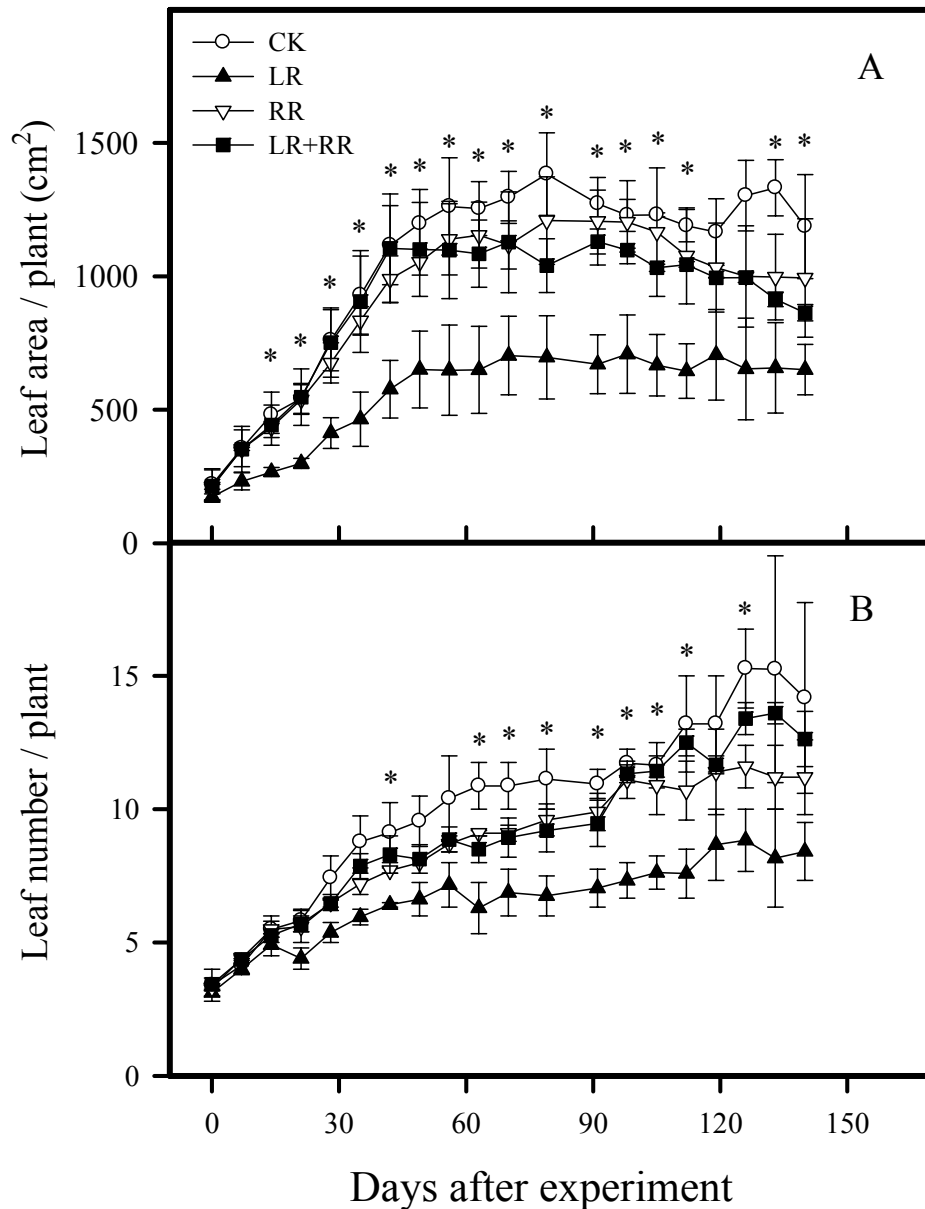 CK
LR
RR
LR+RR
A
* * * * * * * * * * * * * * * * *
Leaf area / plant (cm²)
1500
1000
500
0
B
* * * * * * * * *
Leaf number / plant
15
10
5
0
0 30 60 90 120 150
Days after experiment